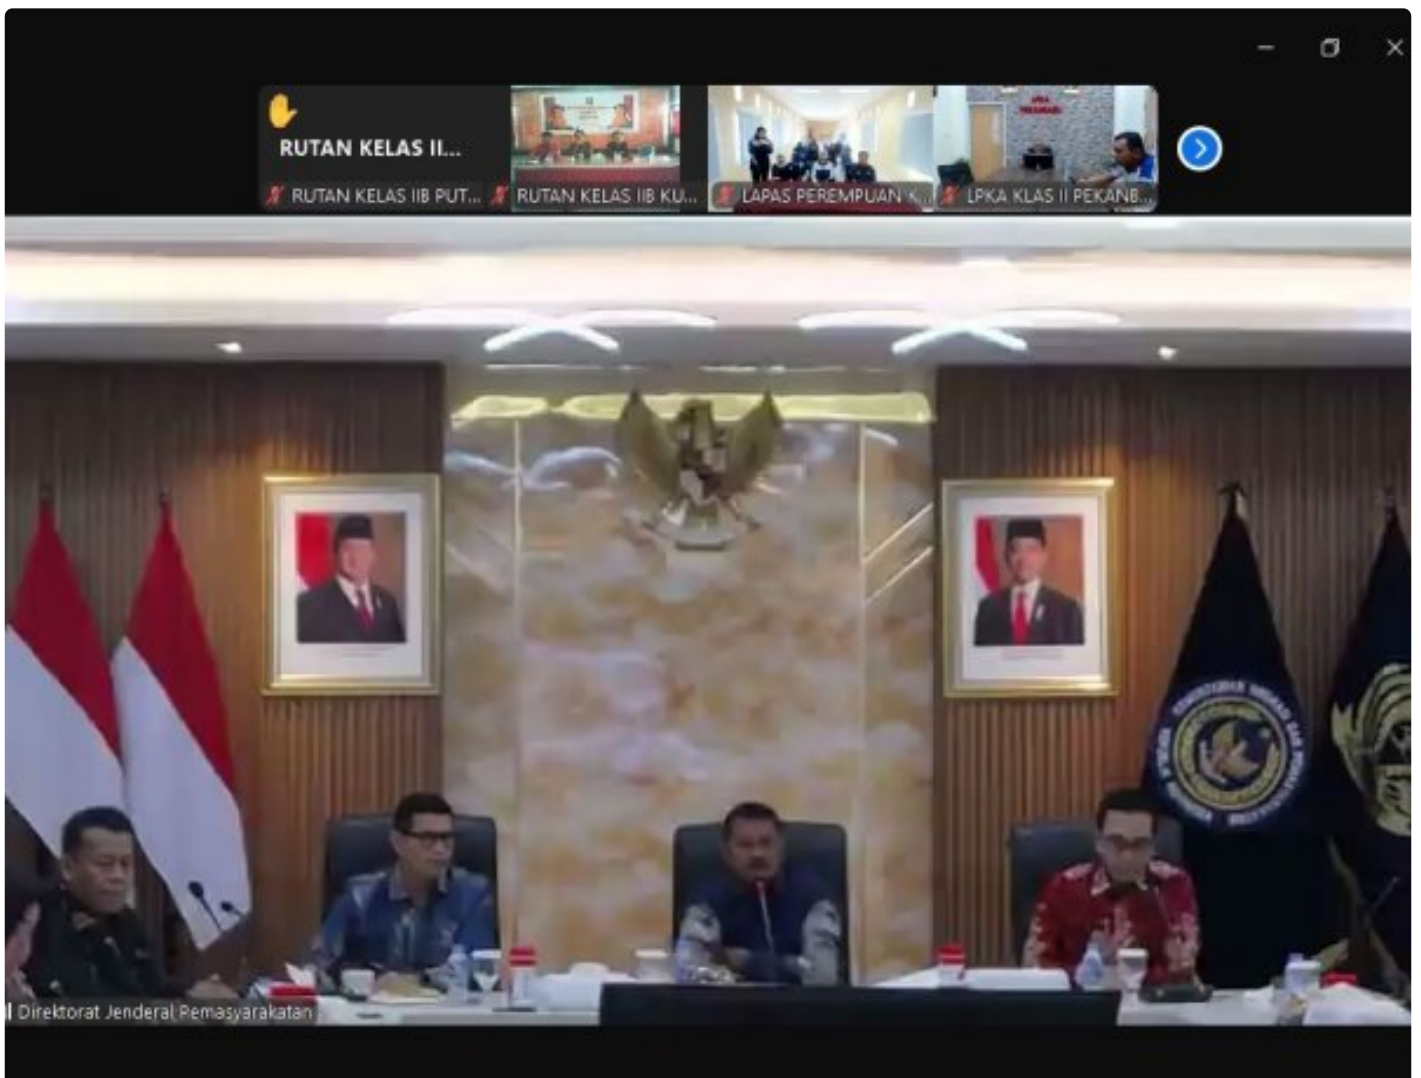 RUTAN KELAS II...
RUTAN KELAS IIB PUT...
RUTAN KELAS IIB KU...
LAPAS PEREMPUAN K...
LPKA KLAS II PEKANB...
Direktorat Jenderal Pemasyarakatan